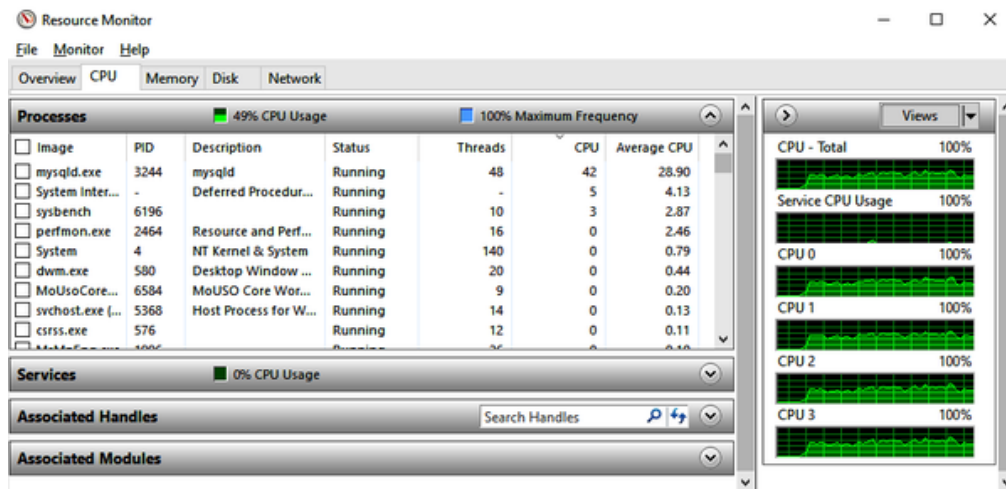 Resource Monitor
File Monitor Help
Overview CPU Memory Disk Network
Processes 49% CPU Usage 100% Maximum Frequency
Image PID Description Status Threads CPU Average CPU
mysqld.exe 3244 mysqld Running 48 42 28.90
System Inter... - Deferred Procedur... Running - 5 4.13
sysbench 6196 Running 10 3 2.87
perfmon.exe 2464 Resource and Perf... Running 16 0 2.46
System 4 NT Kernel & System Running 140 0 0.79
dwm.exe 580 Desktop Window ... Running 20 0 0.44
MoUsoCore... 6584 MoUSO Core Wor... Running 9 0 0.20
svchost.exe (... 5368 Host Process for W... Running 14 0 0.13
csrss.exe 576 Running 12 0 0.11
Services 0% CPU Usage
Associated Handles Search Handles
Associated Modules
Views
CPU - Total 100%
Service CPU Usage 100%
CPU 0 100%
CPU 1 100%
CPU 2 100%
CPU 3 100%